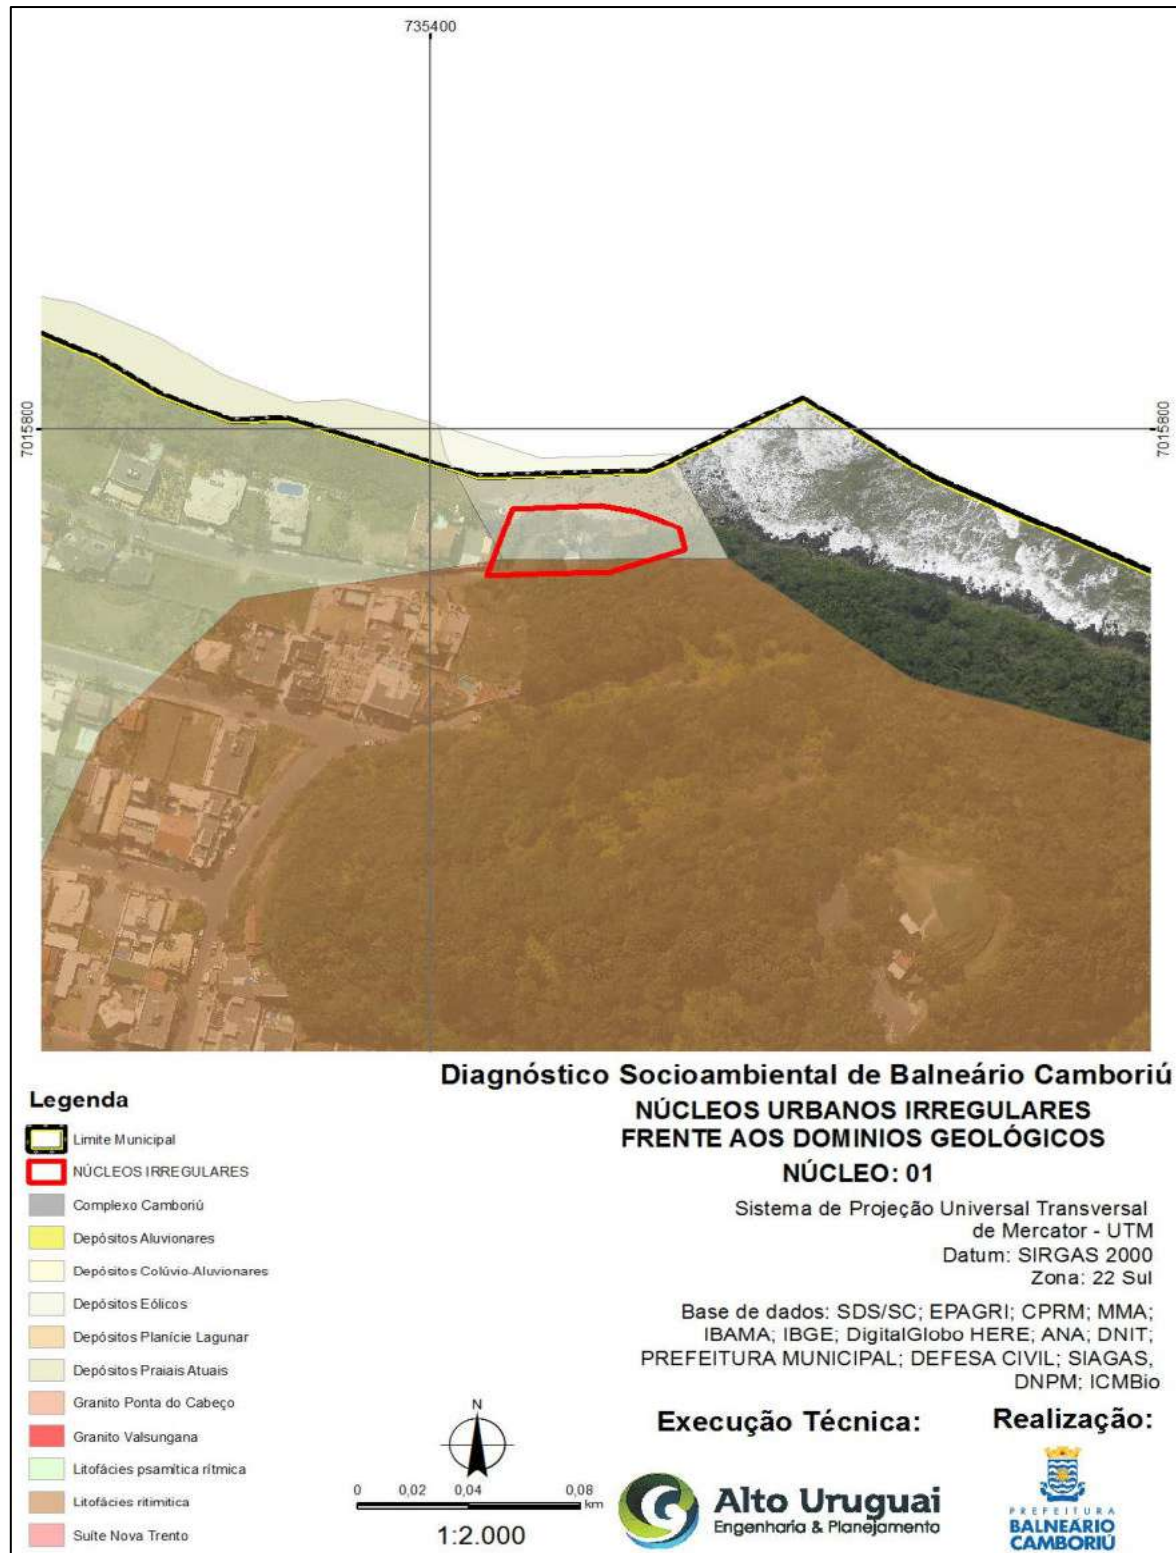 735400
7015800
7015800
Diagnóstico Socioambiental de Balneário Camboriú
NÚCLEOS URBANOS IRREGULARES
FRENTE AOS DOMINIOS GEOLÓGICOS
NÚCLEO: 01
Sistema de Projeção Universal Transversal
de Mercator - UTM
Datum: SIRGAS 2000
Zona: 22 Sul
Base de dados: SDS/SC; EPAGRI; CPRM; MMA;
IBAMA; IBGE; DigitalGlobo HERE; ANA; DNIT;
PREFEITURA MUNICIPAL; DEFESA CIVIL; SIAGAS,
DNPM; ICMBio
Legenda
Limite Municipal
NÚCLEOS IRREGULARES
Complexo Camboriú
Depósitos Aluvionares
Depósitos Colúvio-Aluvionares
Depósitos Eólicos
Depósitos Planície Lagunar
Depósitos Praiais Atuais
Granito Ponta do Cabeço
Granito Valsungana
Litofácies psamítica rítmica
Litofácies ritimitica
Suíte Nova Trento
N
0 0,02 0,04 0,08
km
1:2.000
Execução Técnica:
Alto Uruguai
Engenharia & Planejamento
Realização:
PREFEITURA
BALNEÁRIO
CAMBORIÚ